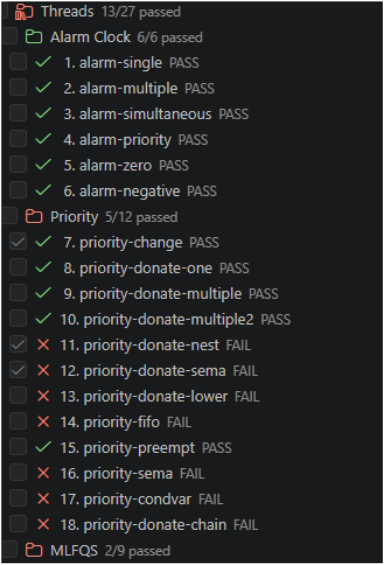 Threads 13/27 passed
Alarm Clock 6/6 passed
1. alarm-single PASS
2. alarm-multiple PASS
3. alarm-simultaneous PASS
4. alarm-priority PASS
5. alarm-zero PASS
6. alarm-negative PASS
Priority 5/12 passed
7. priority-change PASS
8. priority-donate-one PASS
9. priority-donate-multiple PASS
10. priority-donate-multiple2 PASS
11. priority-donate-nest FAIL
12. priority-donate-sema FAIL
13. priority-donate-lower FAIL
14. priority-fifo FAIL
15. priority-preempt PASS
16. priority-sema FAIL
17. priority-condvar FAIL
18. priority-donate-chain FAIL
MLFQS 2/9 passed